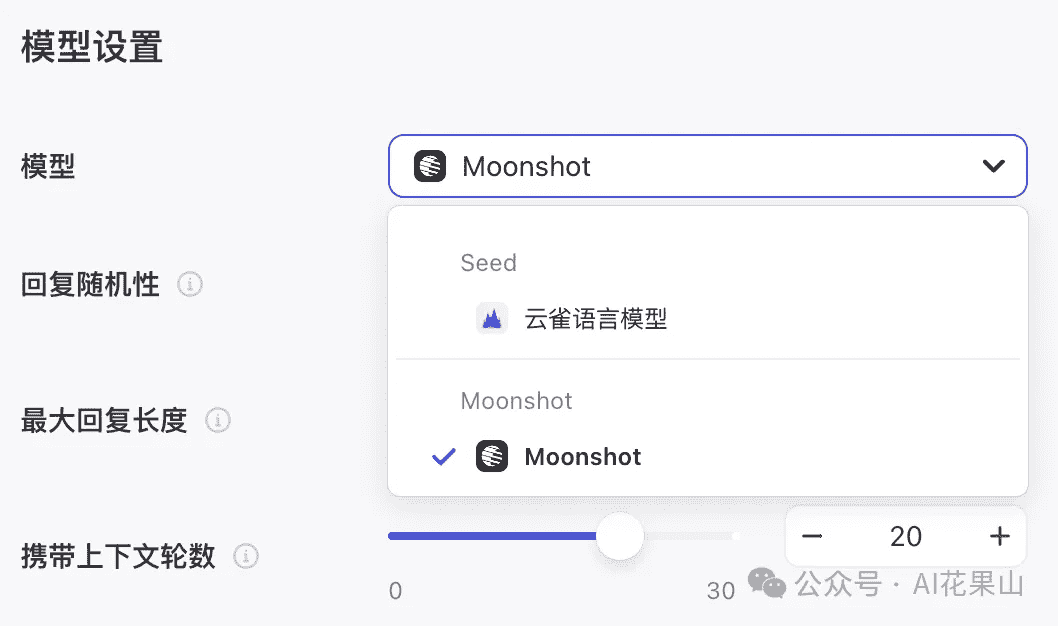 模型设置
模型
Moonshot
Seed
云雀语言模型
Moonshot
Moonshot
回复随机性
最大回复长度
携带上下文轮数
20
0
30
公众号 · AI花果山